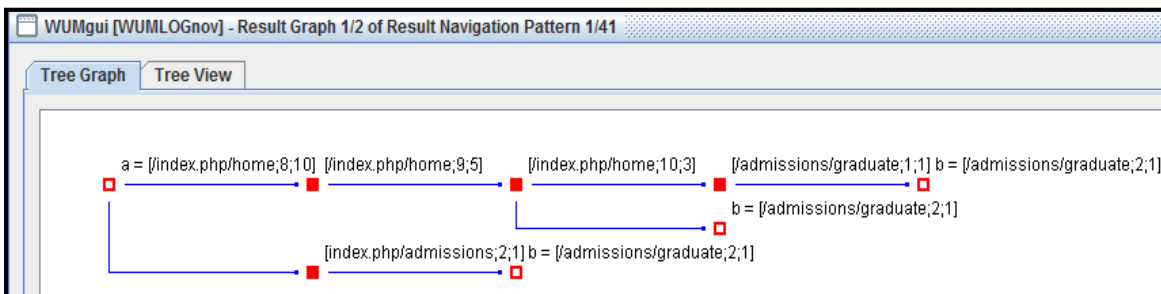 WUMgui [WUMLOGnov] - Result Graph 1/2 of Result Navigation Pattern 1/41
Tree Graph Tree View
a = [/index.php/home;8;10] [/index.php/home;9;5] [/index.php/home;10;3] [/admissions/graduate;1;1] b = [/admissions/graduate;2;1]
b = [/admissions/graduate;2;1]
[index.php/admissions;2;1] b = [/admissions/graduate;2;1]